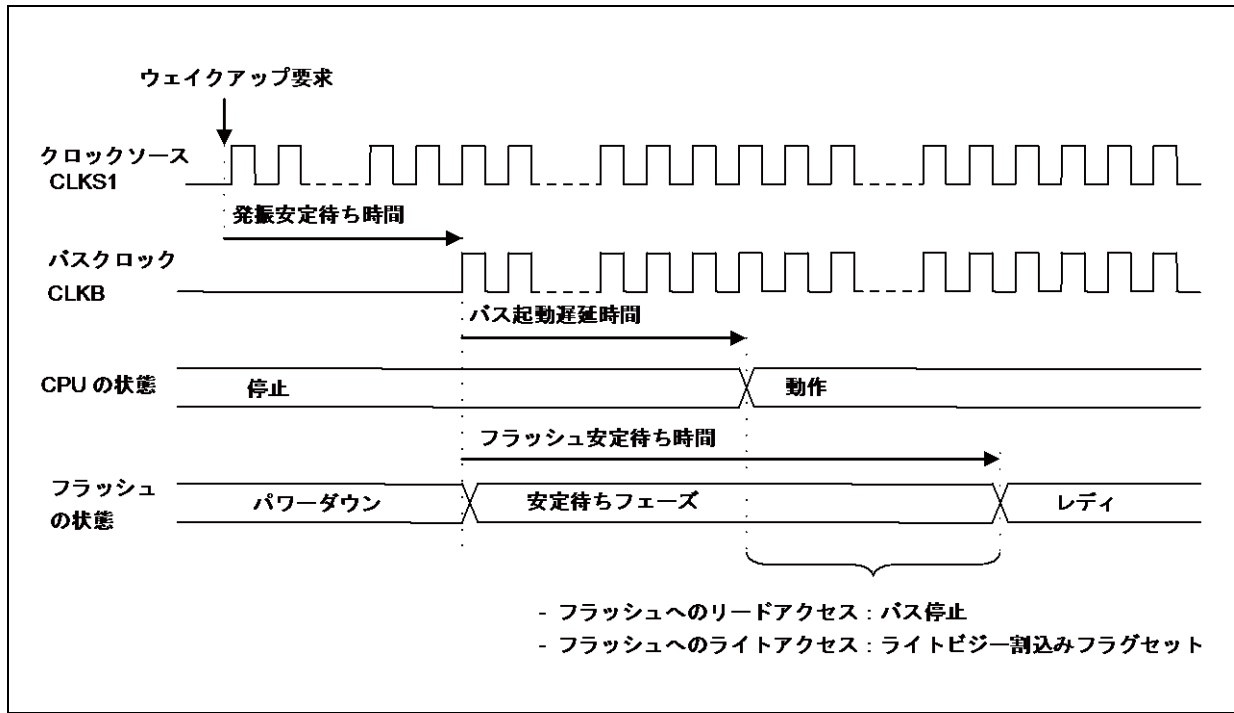 ウェイクアップ要求
クロックソース
CLKS1
発振安定待ち時間
バスクロック
CLKB
バス起動遅延時間
CPU の状態
停止
動作
フラッシュ安定待ち時間
フラッシュ
の状態
パワーダウン
安定待ちフェーズ
レディ
- フラッシュへのリードアクセス : バス停止
- フラッシュへのライトアクセス : ライトビジー割込みフラグセット